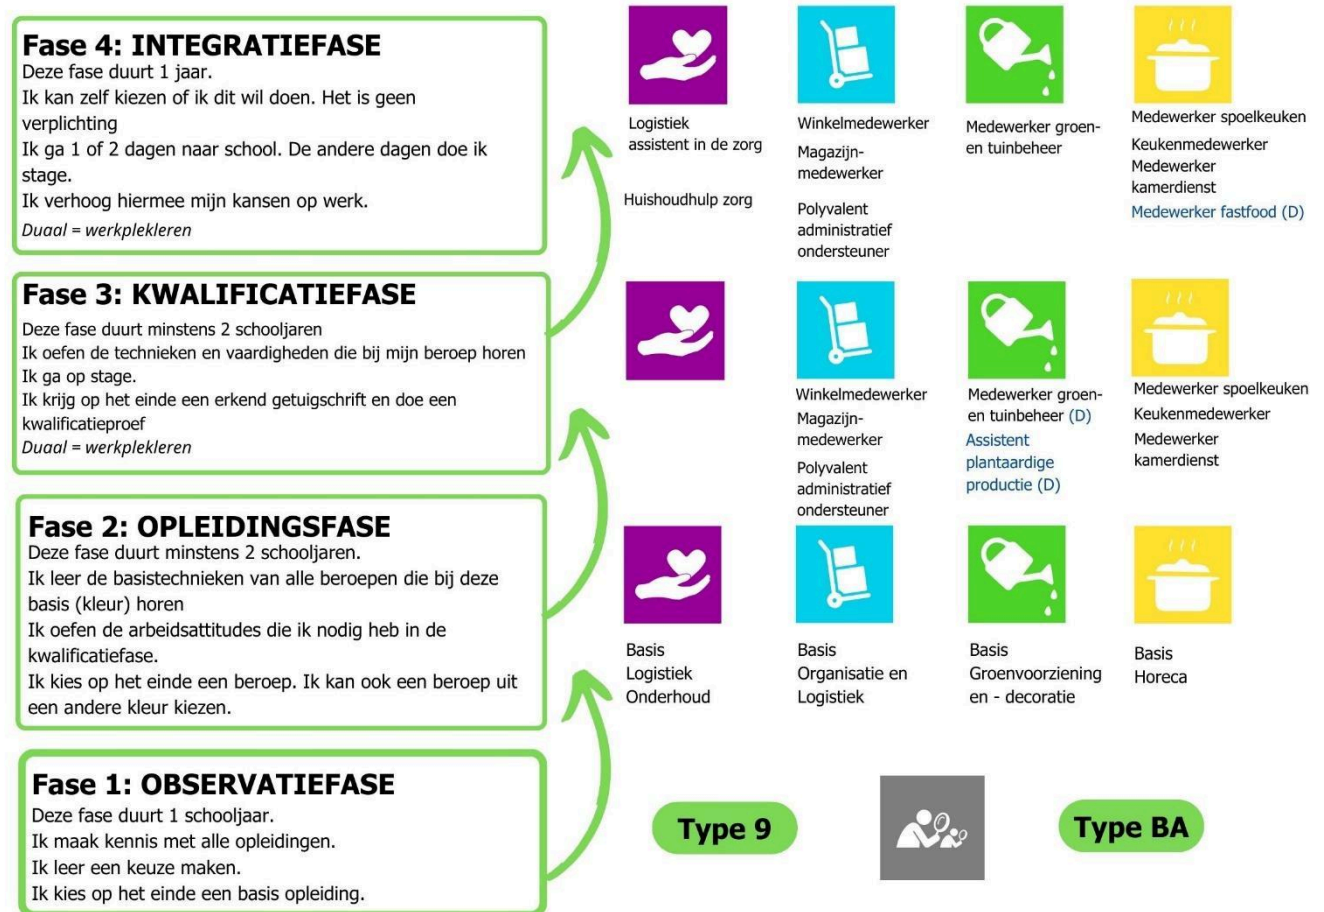 Fase 4: INTEGRATIEFASE
Deze fase duurt 1 jaar.
Ik kan zelf kiezen of ik dit wil doen. Het is geen
verplichting
Ik ga 1 of 2 dagen naar school. De andere dagen doe ik
stage.
Ik verhoog hiermee mijn kansen op werk.
Duaal = werkplekleren
Logistiek
assistent in de zorg
Huishoudhulp zorg
Winkelmedewerker
Magazijn-
medewerker
Polyvalent
administratief
ondersteuner
Medewerker groen-
en tuinbeheer
Medewerker spoelkeuken
Keukenmedewerker
Medewerker
kamerdienst
Medewerker fastfood (D)
Fase 3: KWALIFICATIEFASE
Deze fase duurt minstens 2 schooljaren
Ik oefen de technieken en vaardigheden die bij mijn beroep horen
Ik ga op stage.
Ik krijg op het einde een erkend getuigschrift en doe een
kwalificatieproef
Duaal = werkplekleren
Winkelmedewerker
Magazijn-
medewerker
Polyvalent
administratief
ondersteuner
Medewerker groen-
en tuinbeheer (D)
Assistent
plantaardige
productie (D)
Medewerker spoelkeuken
Keukenmedewerker
Medewerker
kamerdienst
Fase 2: OPLEIDINGSFASE
Deze fase duurt minstens 2 schooljaren.
Ik leer de basistechnieken van alle beroepen die bij deze
basis (kleur) horen
Ik oefen de arbeidsattitudes die ik nodig heb in de
kwalificatiefase.
Ik kies op het einde een beroep. Ik kan ook een beroep uit
een andere kleur kiezen.
Basis
Logistiek
Onderhoud
Basis
Organisatie en
Logistiek
Basis
Groenvoorziening
en - decoratie
Basis
Horeca
Fase 1: OBSERVATIEFASE
Deze fase duurt 1 schooljaar.
Ik maak kennis met alle opleidingen.
Ik leer een keuze maken.
Ik kies op het einde een basis opleiding.
Type 9
Type BA